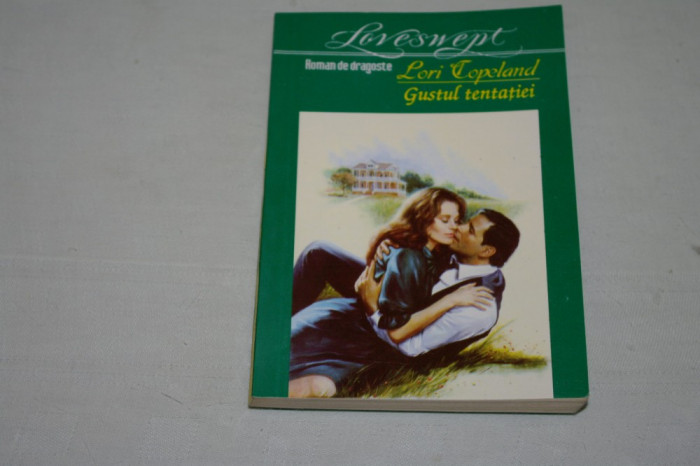 Loveswept
Roman de dragoste
Lori Copeland
Gustul tentației